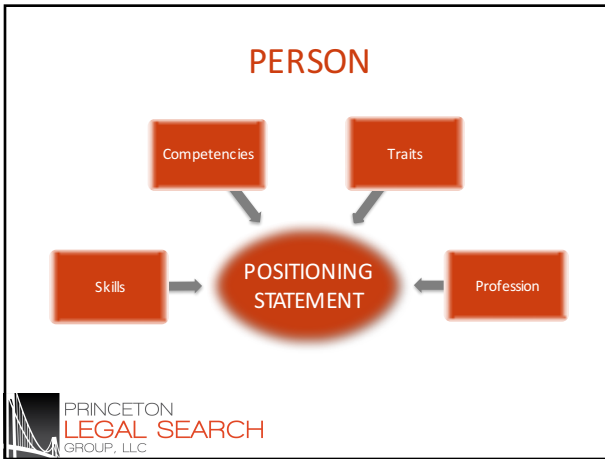 PERSON
Competencies
Traits
Skills
POSITIONING
STATEMENT
Profession
PRINCETON
LEGAL SEARCH
GROUP, LLC